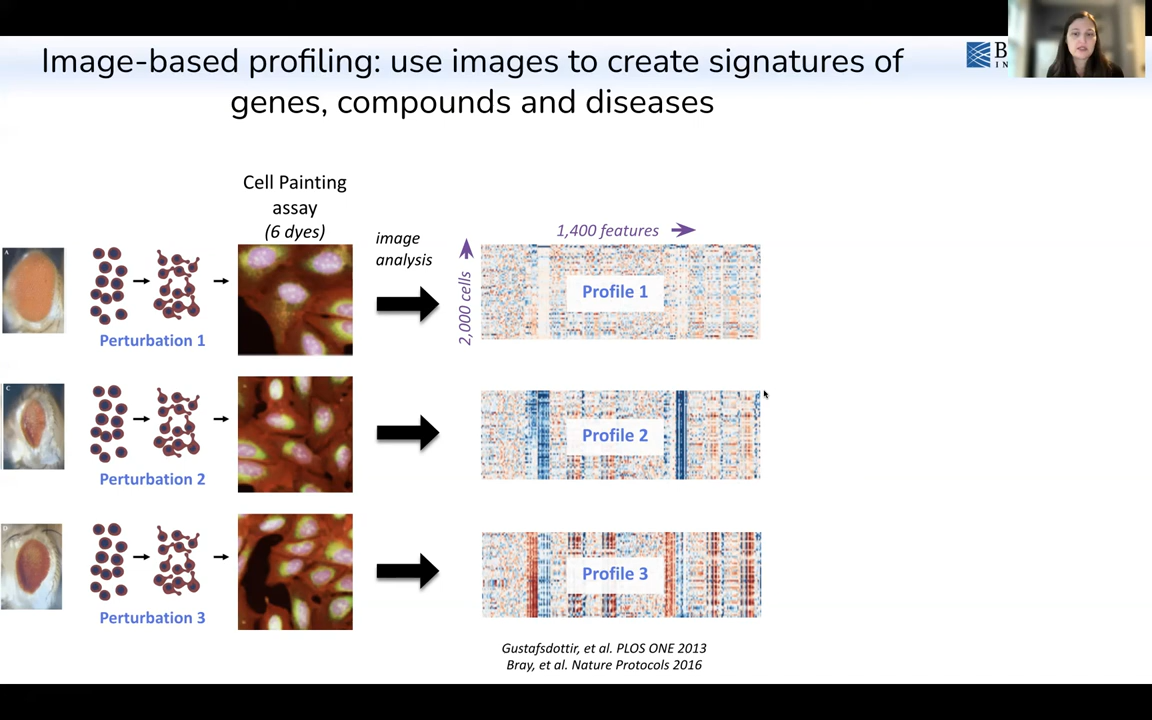 Image-based profiling: use images to create signatures of
genes, compounds and diseases
B
I N
Cell Painting
assay
(6 dyes)
image
analysis
1,400 features
2,000 cells
A
Perturbation 1
Profile 1
C
Perturbation 2
Profile 2
D
Perturbation 3
Profile 3
Gustafsdottir, et al. PLOS ONE 2013
Bray, et al. Nature Protocols 2016